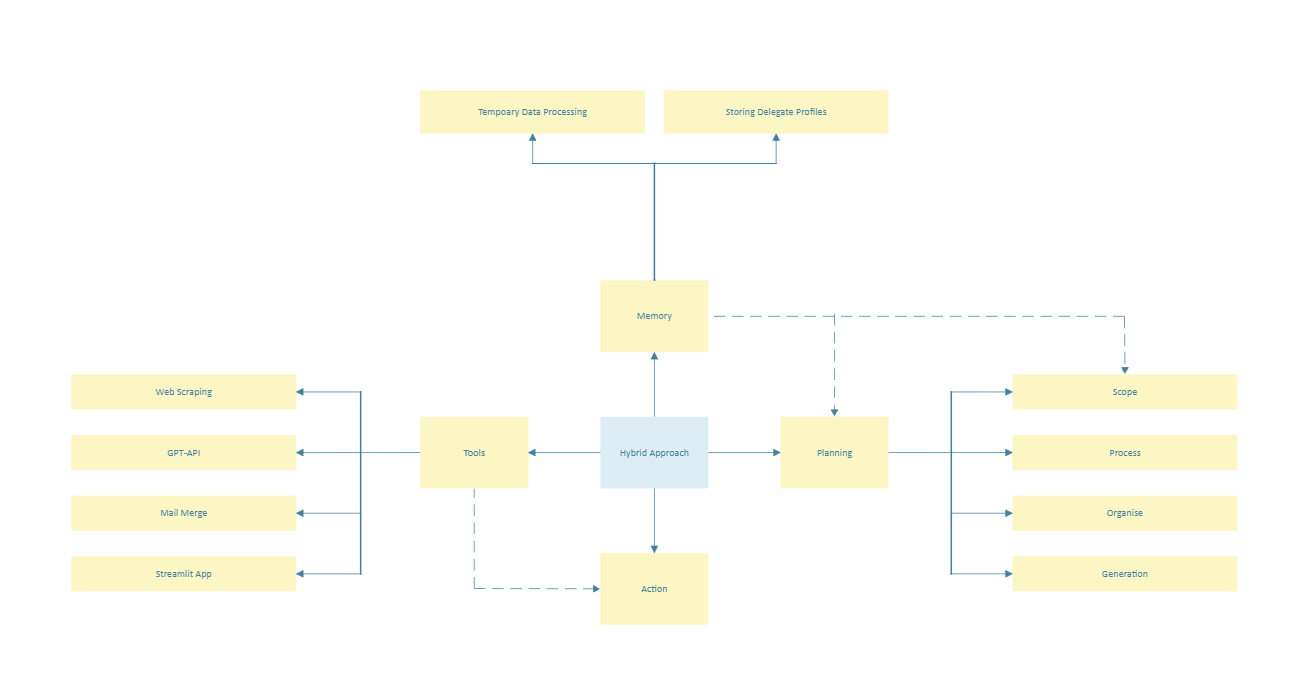 Tempoary Data Processing
Storing Delegate Profiles
Memory
Web Scraping
Scope
GPT-API
Tools
Hybrid Approach
Planning
Process
Mail Merge
Organise
Streamlit App
Generation
Action